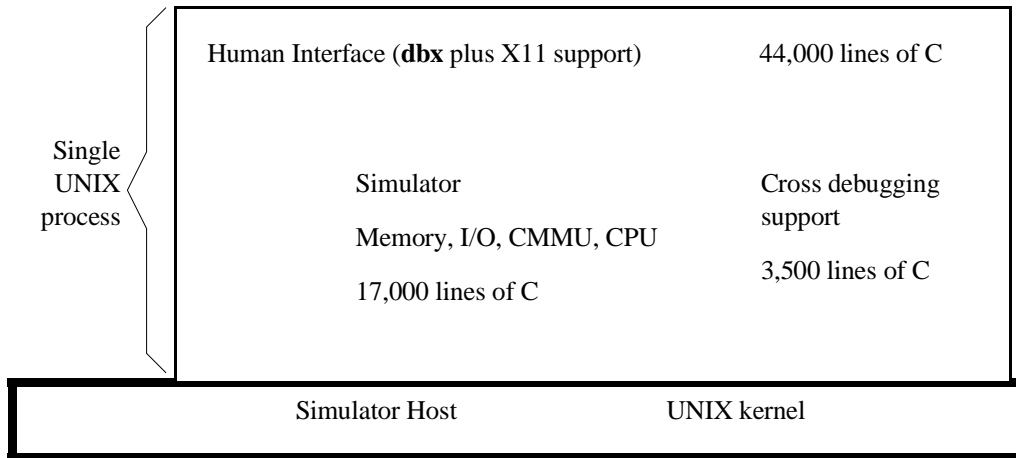 Human Interface (dbx plus X11 support) 44,000 lines of C
Single
UNIX
process
Simulator
Memory, I/O, CMMU, CPU
17,000 lines of C
Cross debugging
support
3,500 lines of C
Simulator Host UNIX kernel